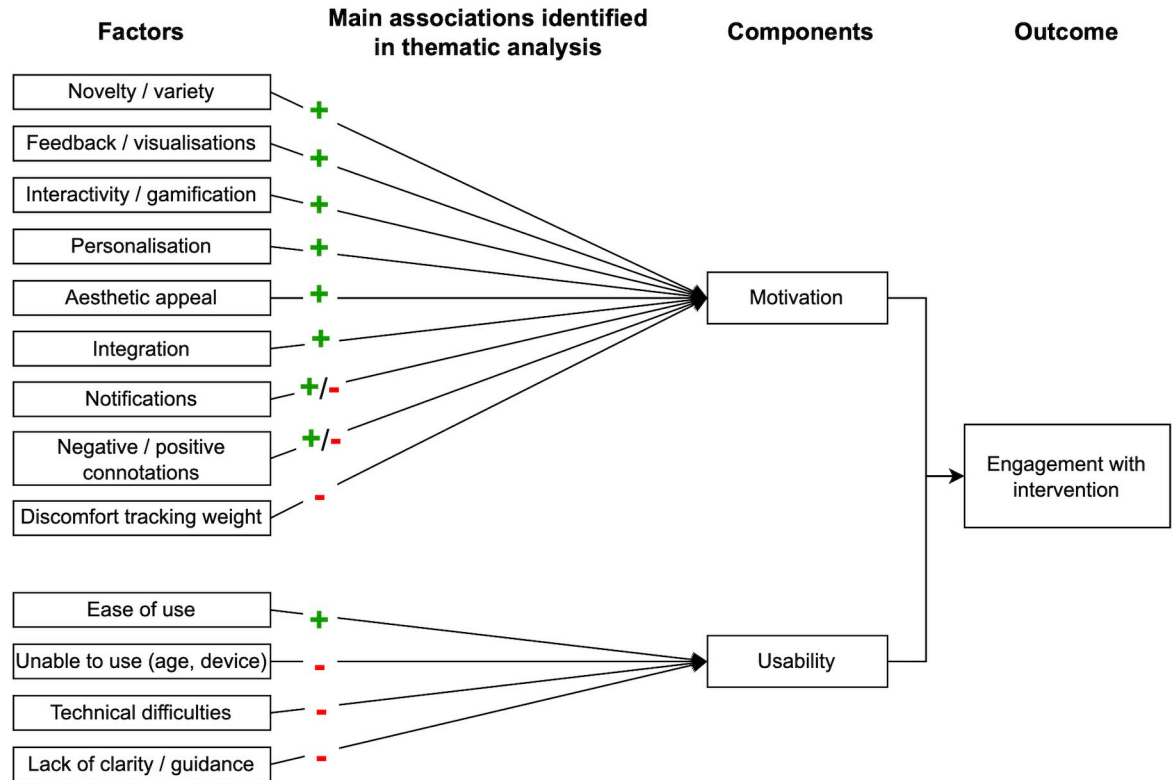 Factors
Main associations identified
in thematic analysis
Components
Outcome
Novelty / variety
+
Feedback / visualisations
+
Interactivity / gamification
+
Personalisation
+
Aesthetic appeal
+
Integration
+
Notifications
+/-
Negative / positive
connotations
+/-
Discomfort tracking weight
-
Motivation
Ease of use
+
Unable to use (age, device)
-
Technical difficulties
-
Lack of clarity / guidance
-
Usability
Engagement with
intervention